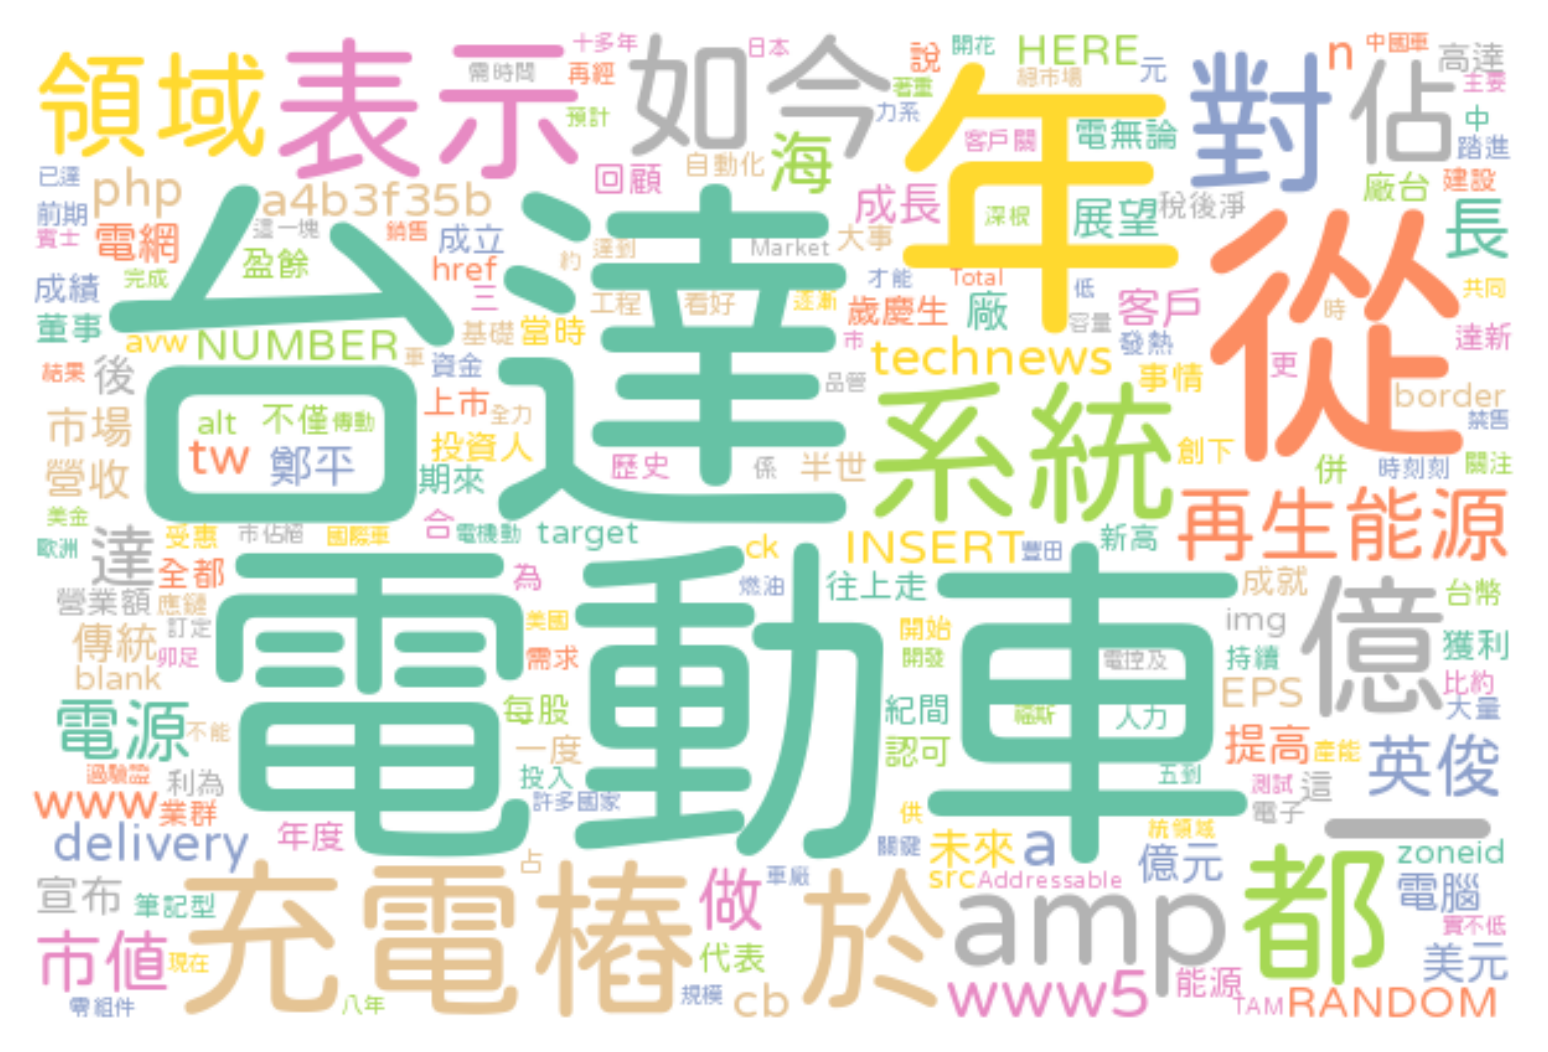 領域 表示 十多年 需時間 再經 預計 如今 日本 說 開花 HERE 元 n 中國車 高達 主要
著重 力系 總市場 年 客戶關 電無論 對 佔 中 踏進
已達 php a4b3f35b 回顧 自動化 海 成長 深根 展望 稅後淨 廠台 建設
前期 賓士 電網 這一塊 銷售 成立 約 達到 Market 大事 從 長
成績 完成 盈餘 href 三 工程 看好 逐漸 才能 Total 低 時 共同
董事 avw NUMBER 車 台達 基礎 當時 市 歲慶生 廠 容量 客戶 發熱 更 達新
結果 後 資金 品管 technews 事情 border
市場 alt 不僅 傳動 上市 全力 系統 禁售
營收 tw 鄭平 期來 投資人 歷史 係 半世 創下 併 時刻刻 關注
美金 歐洲 達 受惠 市佔絕 國際車 合 電機動 target 再生能源
全都 為 ck INSERT 豐田 新高
營業額 應鏈 訂定 燃油 往上走 成就 億 台幣
傳統 卯足 電動車 美國 需求 開始 開發 電控及 img 持續 獲利
blank 每股 紀間 福斯 人力 EPS 比約 大量
電源 不能 一度 認可 提高 產能 英俊
過驗證 利為 投入 許多國家 五到 測試 這
www 業群 供 電子 一
delivery 年度 占 關鍵 未來 a 統領域 億元 zoneid
宣布 筆記型 充電樁 做 車廠 於 src Addressable amp 都 電腦 實不低
市值 現在 代表 能源 美元
零組件 八年 規模 cb www5 TAM RANDOM